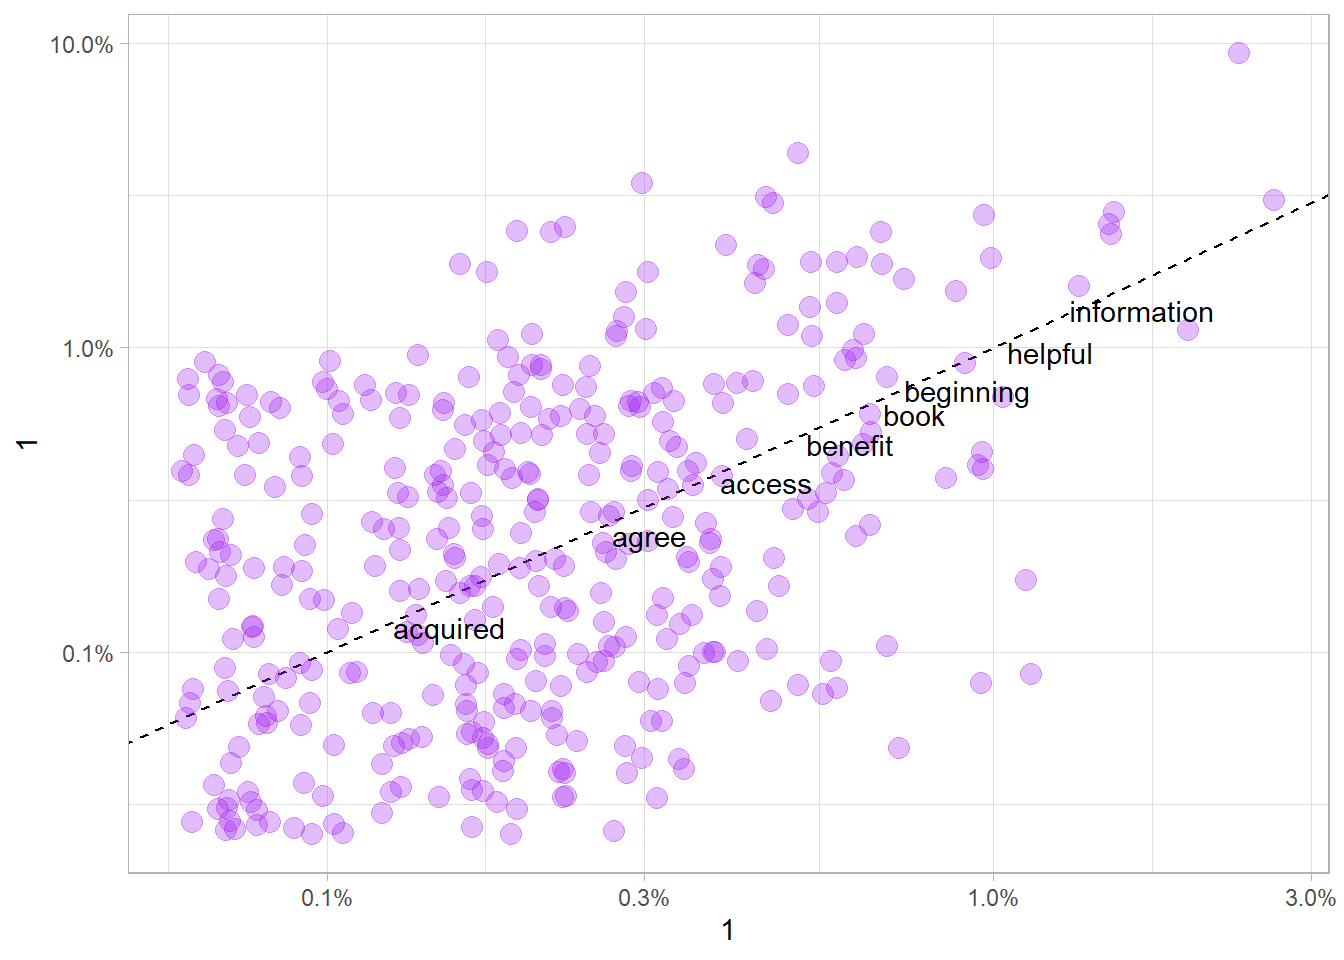 10.0%
information
1.0%
helpful
beginning
book
1
benefit
access
agree
acquired
0.1%
0.1%
0.3%
1.0%
3.0%
1